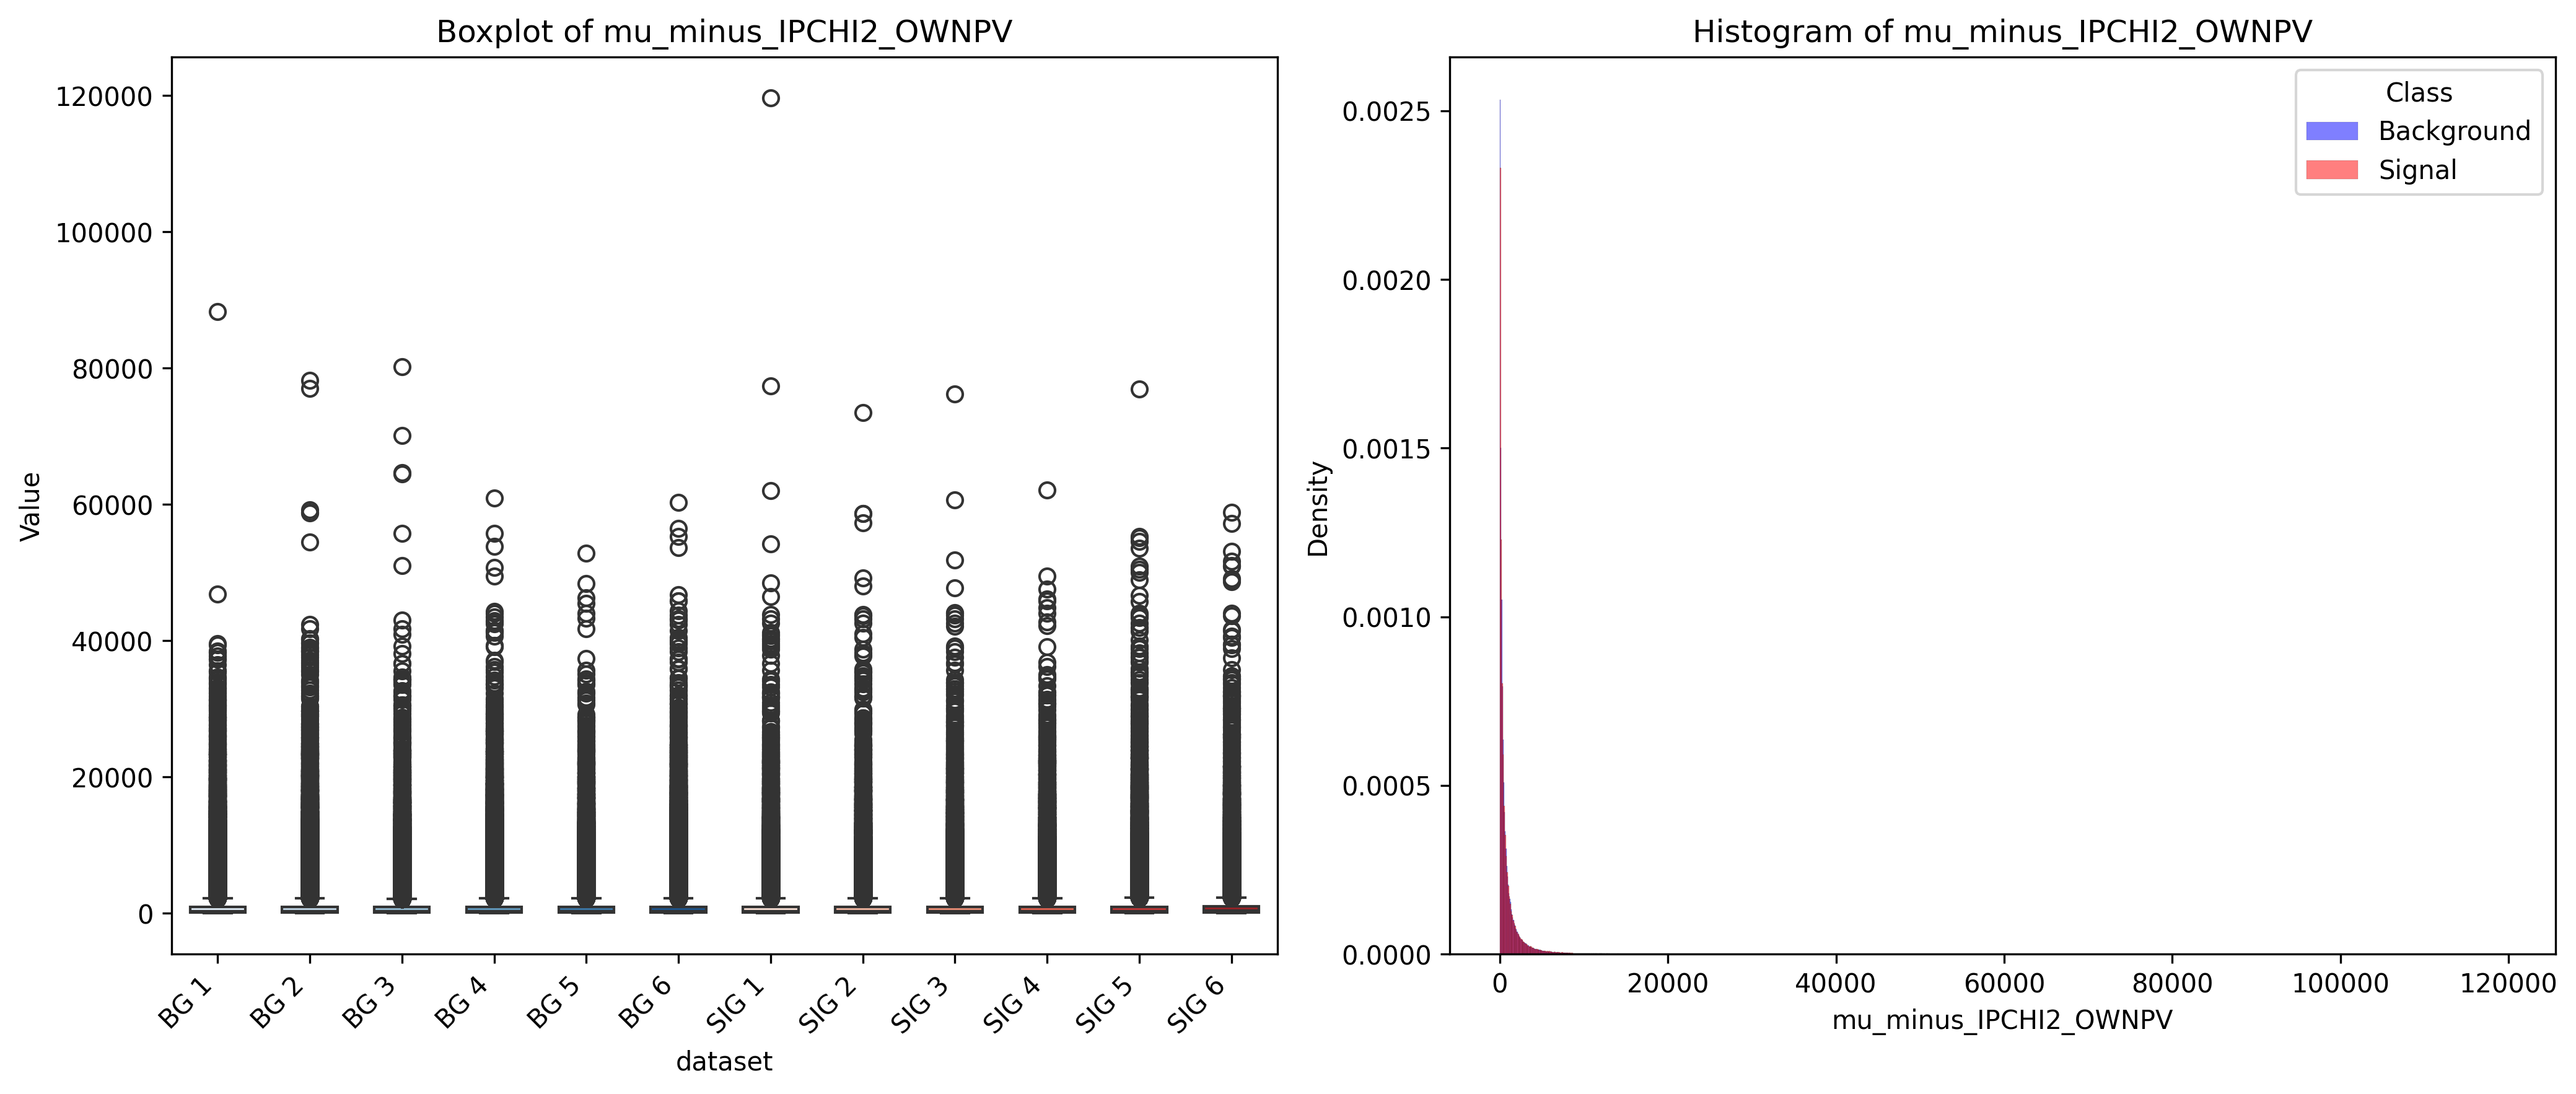 Boxplot of mu_minus_IPCHI2_OWNPV
120000
100000
80000
60000
40000
20000
0
Value
BG 1
BG 2
BG 3
BG 4
BG 5
BG 6
SIG 1
SIG 2
SIG 3
SIG 4
SIG 5
SIG 6
dataset
Histogram of mu_minus_IPCHI2_OWNPV
Class
Background
Signal
0.0025
0.0020
0.0015
0.0010
0.0005
0.0000
Density
0
20000
40000
60000
80000
100000
120000
mu_minus_IPCHI2_OWNPV